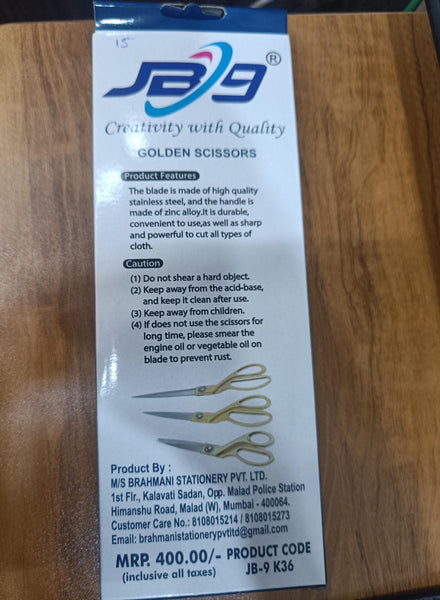 15
JB-9®
Creativity with Quality
GOLDEN SCISSORS
Product Features
The blade is made of high quality
stainless steel, and the handle is
made of zinc alloy.It is durable,
convenient to use,as well as sharp
and powerful to cut all types of
cloth.
Caution
(1) Do not shear a hard object.
(2) Keep away from the acid-base,
and keep it clean after use.
(3) Keep away from children.
(4) If does not use the scissors for
long time, please smear the
engine oil or vegetable oil on
blade to prevent rust.
Product By :
M/S BRAHMANI STATIONERY PVT. LTD.
1st Flr., Kalavati Sadan, Opp. Malad Police Station
Himanshu Road, Malad (W), Mumbai - 400064.
Customer Care No.: 8108015214 / 8108015273
Email: brahmanistationerypvtltd@gmail.com
MRP. 400.00/- PRODUCT CODE
(inclusive all taxes) JB-9 K36